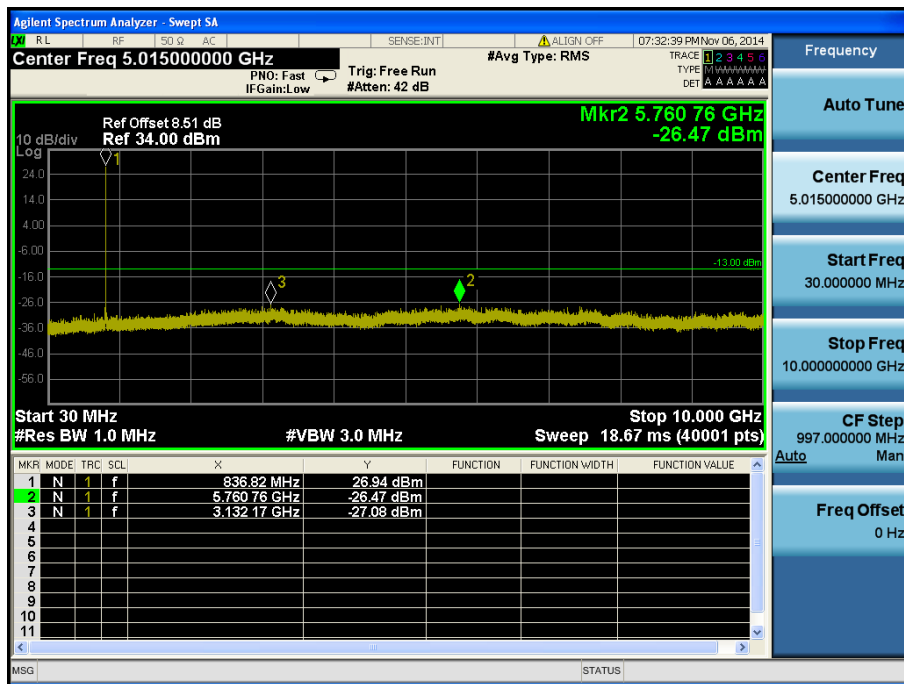 Agilent Spectrum Analyzer - Swept SA
LXI RL RF 50 Ω AC SENSE:INT ALIGN OFF 07:32:39 PM Nov 06, 2014
Center Freq 5.015000000 GHz
PNO: Fast
IFGain:Low
Trig: Free Run
#Atten: 42 dB
#Avg Type: RMS
TRACE 1 2 3 4 5 6
TYPE MWWWWW
DET A A A A A A
Mkr2 5.760 76 GHz
-26.47 dBm
Ref Offset 8.51 dB
10 dB/div Ref 34.00 dBm
Log
1
24.0
14.0
4.00
-6.00
-13.00 dBm
-16.0
3
2
-26.0
-36.0
-46.0
-56.0
Start 30 MHz Stop 10.000 GHz
#Res BW 1.0 MHz #VBW 3.0 MHz Sweep 18.67 ms (40001 pts)
MKR MODE TRC SCL X Y FUNCTION FUNCTION WIDTH FUNCTION VALUE
1 N 1 f 836.82 MHz 26.94 dBm
2 N 1 f 5.760 76 GHz -26.47 dBm
3 N 1 f 3.132 17 GHz -27.08 dBm
4
5
6
7
8
9
10
11
MSG STATUS
Frequency
Auto Tune
Center Freq
5.015000000 GHz
Start Freq
30.000000 MHz
Stop Freq
10.000000000 GHz
CF Step
997.000000 MHz
Auto Man
Freq Offset
0 Hz